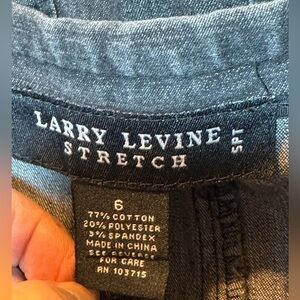 LARRY LEVINE
STRETCH
SPT
6
77% COTTON
20% POLYESTER
3% SPANDEX
MADE IN CHINA
SEE REVERSE
FOR CARE
RN 103715